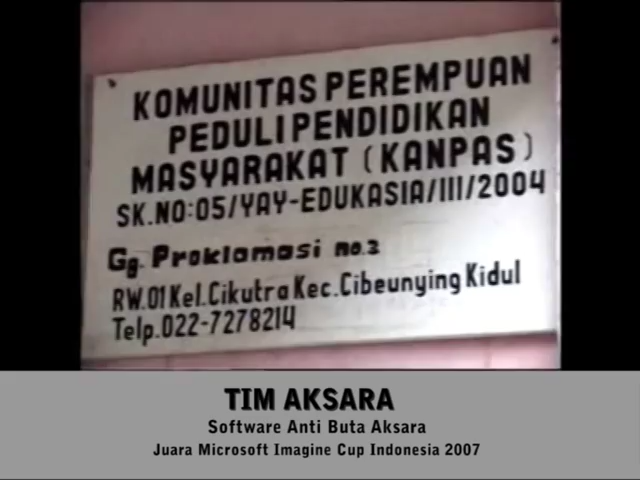 KOMUNITAS PEREMPUAN
PEDULI PENDIDIKAN
MASYARAKAT (KANPAS)
SK.NO:05/YAY-EDUKASIA/III/2004
Gg. Proklamasi no.2
RW.01 Kel.Cikutra Kec.Cibeunying Kidul
Telp.022-7278214
TIM AKSARA
Software Anti Buta Aksara
Juara Microsoft Imagine Cup Indonesia 2007